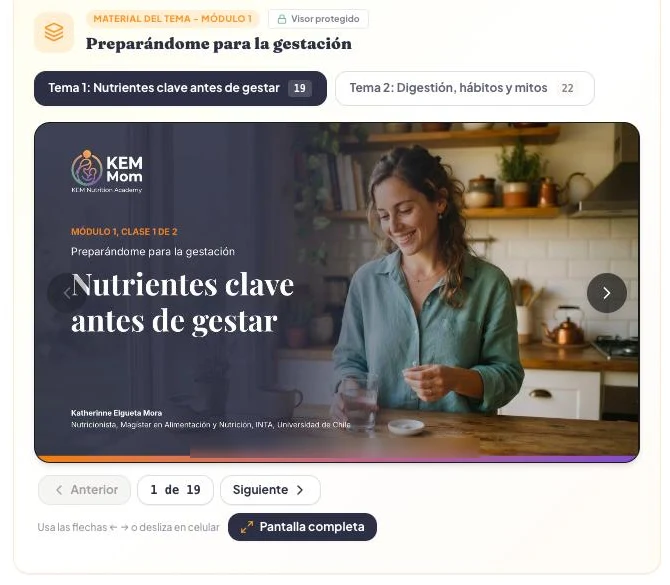 MATERIAL DEL TEMA – MÓDULO 1
Visor protegido
Preparándome para la gestación
Tema 1: Nutrientes clave antes de gestar 19
Tema 2: Digestión, hábitos y mitos 22
KEM
Mom
KEM Nutrition Academy
MÓDULO 1, CLASE 1 DE 2
Preparándome para la gestación
Nutrientes clave
antes de gestar
Katherinne Elgueta Mora
Nutricionista, Magíster en Alimentación y Nutrición, INTA, Universidad de Chile
Anterior
1 de 19
Siguiente
Usa las flechas ← → o desliza en celular
Pantalla completa